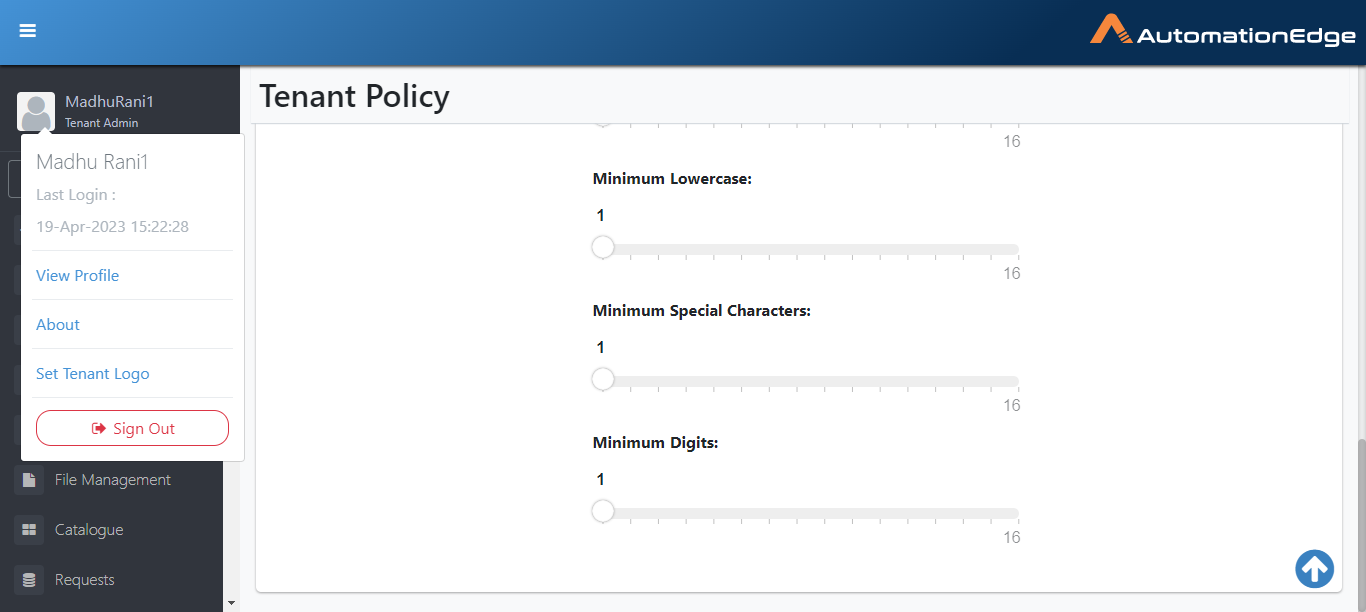 AutomationEdge
MadhuRani1
Tenant Admin
Madhu Rani1
Last Login :
19-Apr-2023 15:22:28
View Profile
About
Set Tenant Logo
Sign Out
File Management
Catalogue
Requests
Tenant Policy
16
Minimum Lowercase:
1
16
Minimum Special Characters:
1
16
Minimum Digits:
1
16